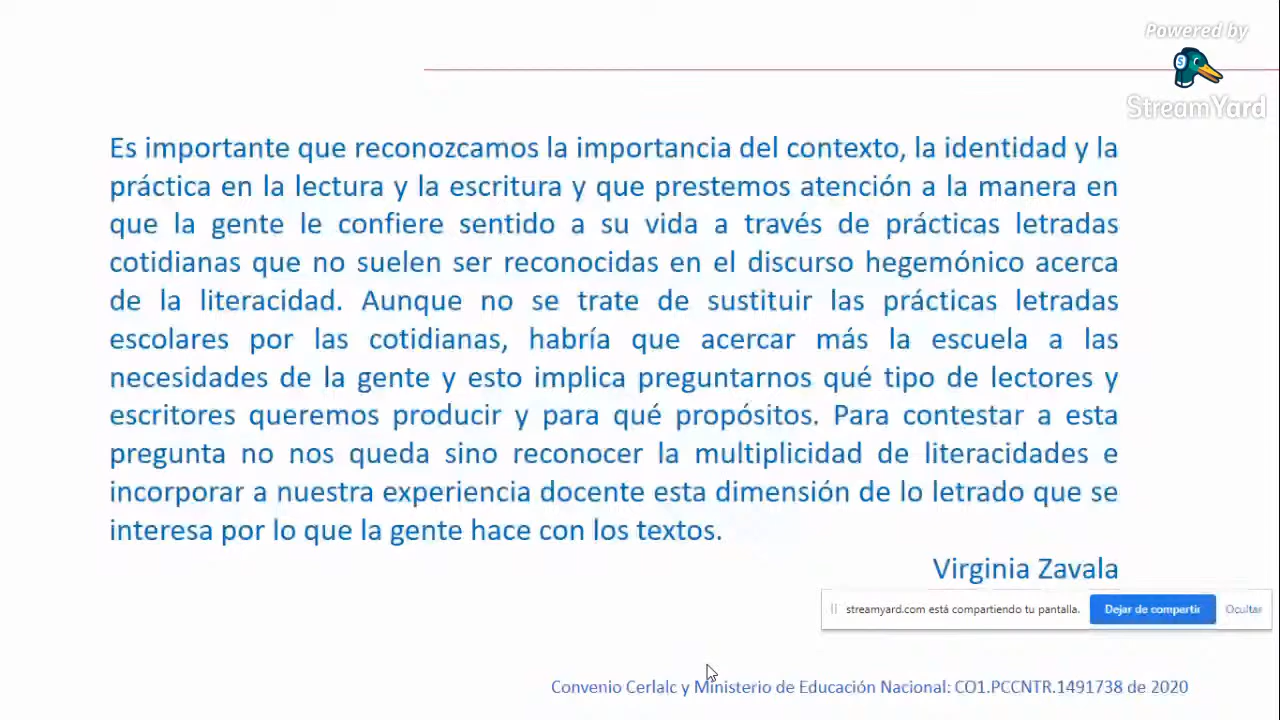 Powered by
StreamYard
Es importante que reconozcamos la importancia del contexto, la identidad y la
práctica en la lectura y la escritura y que prestemos atención a la manera en
que la gente le confiere sentido a su vida a través de prácticas letradas
cotidianas que no suelen ser reconocidas en el discurso hegemónico acerca
de la literacidad. Aunque no se trate de sustituir las prácticas letradas
escolares por las cotidianas, habría que acercar más la escuela a las
necesidades de la gente y esto implica preguntarnos qué tipo de lectores y
escritores queremos producir y para qué propósitos. Para contestar a esta
pregunta no nos queda sino reconocer la multiplicidad de literacidades e
incorporar a nuestra experiencia docente esta dimensión de lo letrado que se
interesa por lo que la gente hace con los textos.
Virginia Zavala
streamyard.com está compartiendo tu pantalla. Dejar de compartir Ocultar
Convenio Cerlalc y Ministerio de Educación Nacional: CO1.PCCNTR.1491738 de 2020